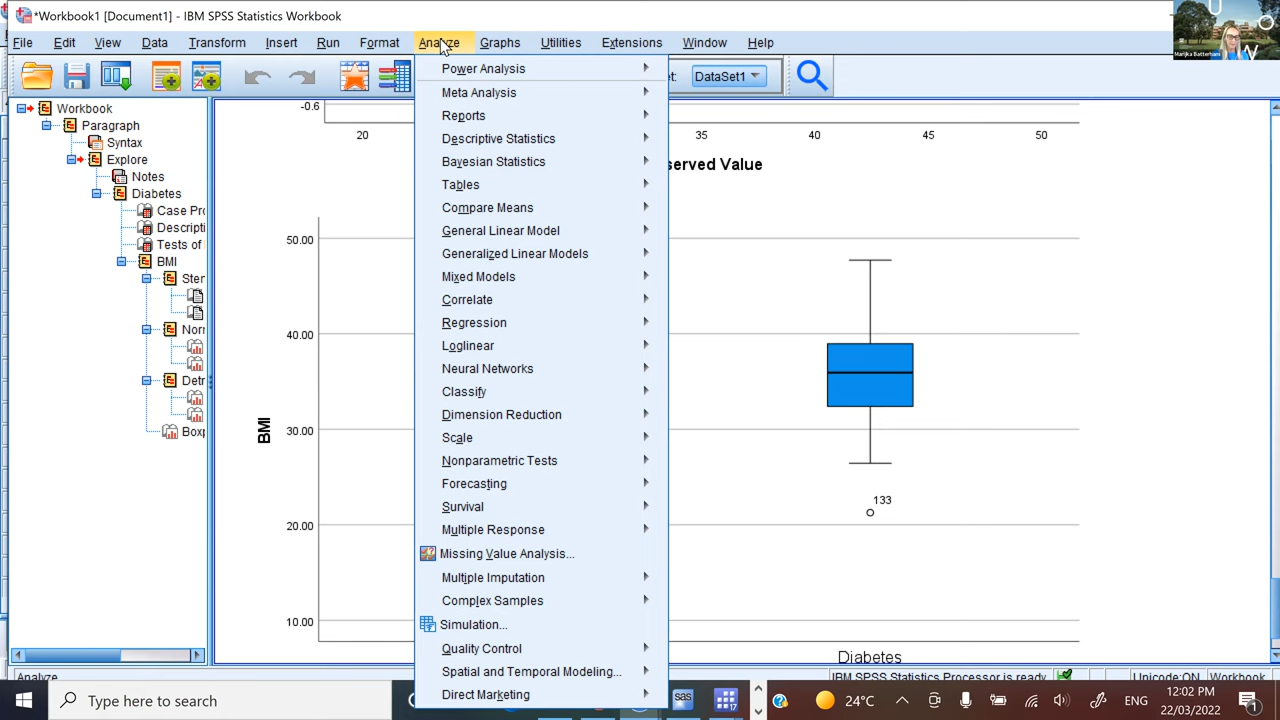 *Workbook1 [Document1] - IBM SPSS Statistics Workbook
File Edit View Data Transform Insert Run Format Analyze Graphs Utilities Extensions Window Help
DataSet1
Marijka Batterham
Workbook
Paragraph
Syntax
Explore
Notes
Diabetes
Case Pr
Descripti
Tests of
BMI
Ster
Norr
Detr
Boxp
Power Analysis
Meta Analysis
Reports
Descriptive Statistics
Bayesian Statistics
Tables
Compare Means
General Linear Model
Generalized Linear Models
Mixed Models
Correlate
Regression
Loglinear
Neural Networks
Classify
Dimension Reduction
Scale
Nonparametric Tests
Forecasting
Survival
Multiple Response
Missing Value Analysis...
Multiple Imputation
Complex Samples
Simulation...
Quality Control
Spatial and Temporal Modeling...
Direct Marketing
-0.6
20 35 40 45 50
served Value
50.00
40.00
30.00
20.00
10.00
BMI
133
Diabetes
Analyze
IBM SPSS Statistics Processor is ready Unicode:ON Workbook
Type here to search
sas
17
24°C
ENG
12:02 PM
22/03/2022
1